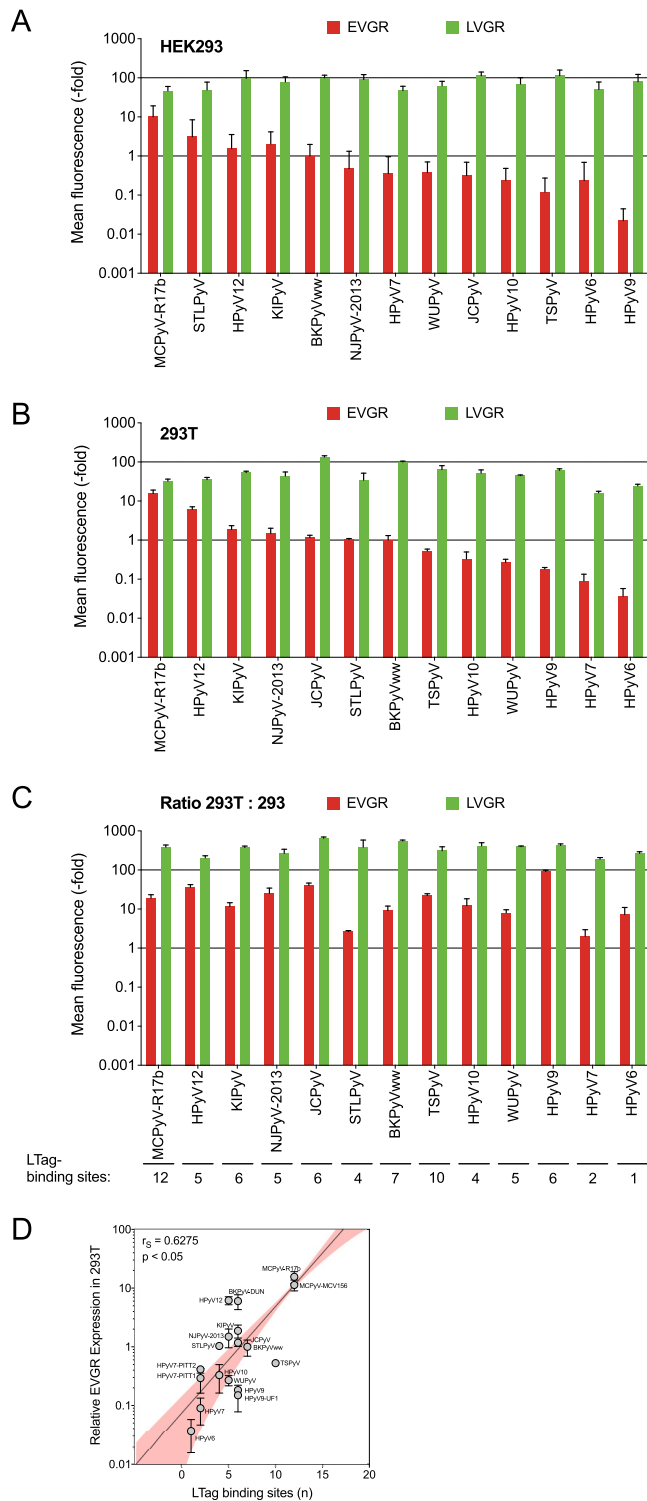 A
EVGR
LVGR
HEK293
Mean fluorescence (-fold)
1000
100
10
1
0.1
0.01
0.001
MCPyV-R17b
STLPyV
HPyV12
KIPyV
BKPyVww
NJPyV-2013
HPyV7
WUPyV
JCPyV
HPyV10
TSPyV
HPyV6
HPyV9
B
EVGR
LVGR
293T
Mean fluorescence (-fold)
1000
100
10
1
0.1
0.01
0.001
MCPyV-R17b
HPyV12
KIPyV
NJPyV-2013
JCPyV
STLPyV
BKPyVww
TSPyV
HPyV10
WUPyV
HPyV9
HPyV7
HPyV6
C
Ratio 293T : 293
EVGR
LVGR
Mean fluorescence (-fold)
1000
100
10
1
0.1
0.01
0.001
MCPyV-R17b
HPyV12
KIPyV
NJPyV-2013
JCPyV
STLPyV
BKPyVww
TSPyV
HPyV10
WUPyV
HPyV9
HPyV7
HPyV6
LTag-
binding sites:
12 5 6 5 6 4 7 10 4 5 6 2 1
D
rS = 0.6275
p < 0.05
Relative EVGR Expression in 293T
100
10
1
0.1
0.01
MCPyV-R17b
MCPyV-MCV156
BKPyV-DUN
HPyV12
KIPyV
NJPyV-2013
JCPyV
STLPyV
BKPyVww
TSPyV
HPyV7-PITT2
HPyV10
HPyV7-PITT1
WUPyV
HPyV9
HPyV9-UF1
HPyV7
HPyV6
0 5 10 15 20
LTag binding sites (n)